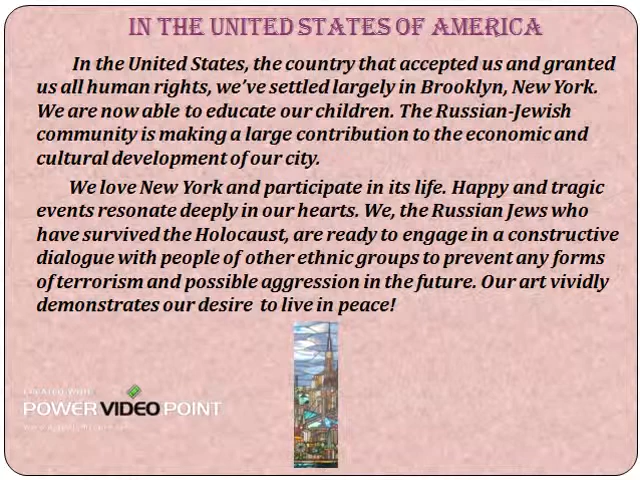 IN THE UNITED STATES OF AMERICA
In the United States, the country that accepted us and granted
us all human rights, we've settled largely in Brooklyn, New York.
We are now able to educate our children. The Russian-Jewish
community is making a large contribution to the economic and
cultural development of our city.
We love New York and participate in its life. Happy and tragic
events resonate deeply in our hearts. We, the Russian Jews who
have survived the Holocaust, are ready to engage in a constructive
dialogue with people of other ethnic groups to prevent any forms
of terrorism and possible aggression in the future. Our art vividly
demonstrates our desire to live in peace!
CREATED WITH
POWER VIDEO POINT